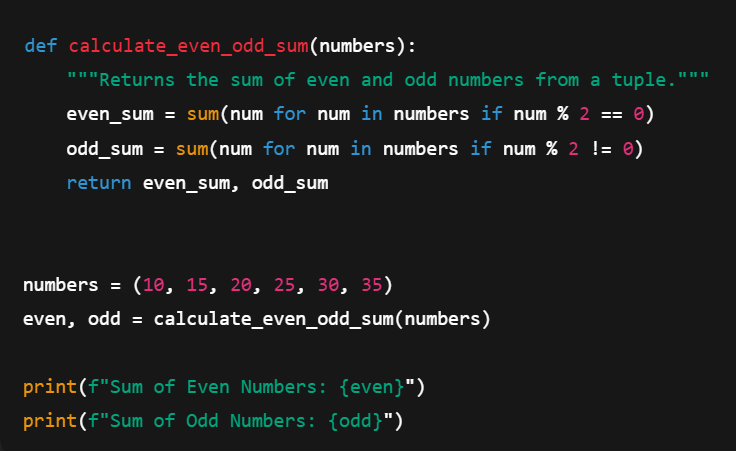 def calculate_even_odd_sum(numbers):
    """Returns the sum of even and odd numbers from a tuple."""
    even_sum = sum(num for num in numbers if num % 2 == 0)
    odd_sum = sum(num for num in numbers if num % 2 != 0)
    return even_sum, odd_sum
numbers = (10, 15, 20, 25, 30, 35)
even, odd = calculate_even_odd_sum(numbers)
print(f"Sum of Even Numbers: {even}")
print(f"Sum of Odd Numbers: {odd}")